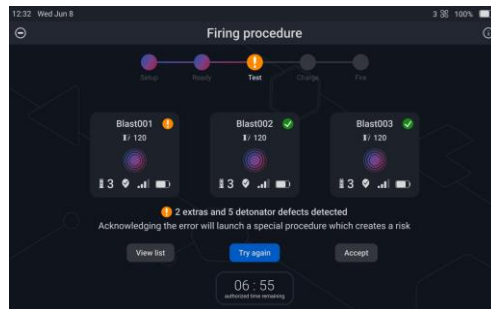 12:32 Wed Jun 8
3 100%
Firing procedure
Setup Ready Test Charge Fire
Blast001 Blast002 Blast003
120 120 120
3 3 3
2 extras and 5 detonator defects detected
Acknowledging the error will launch a special procedure which creates a risk
View list Try again Accept
06 : 55
authorized time remaining